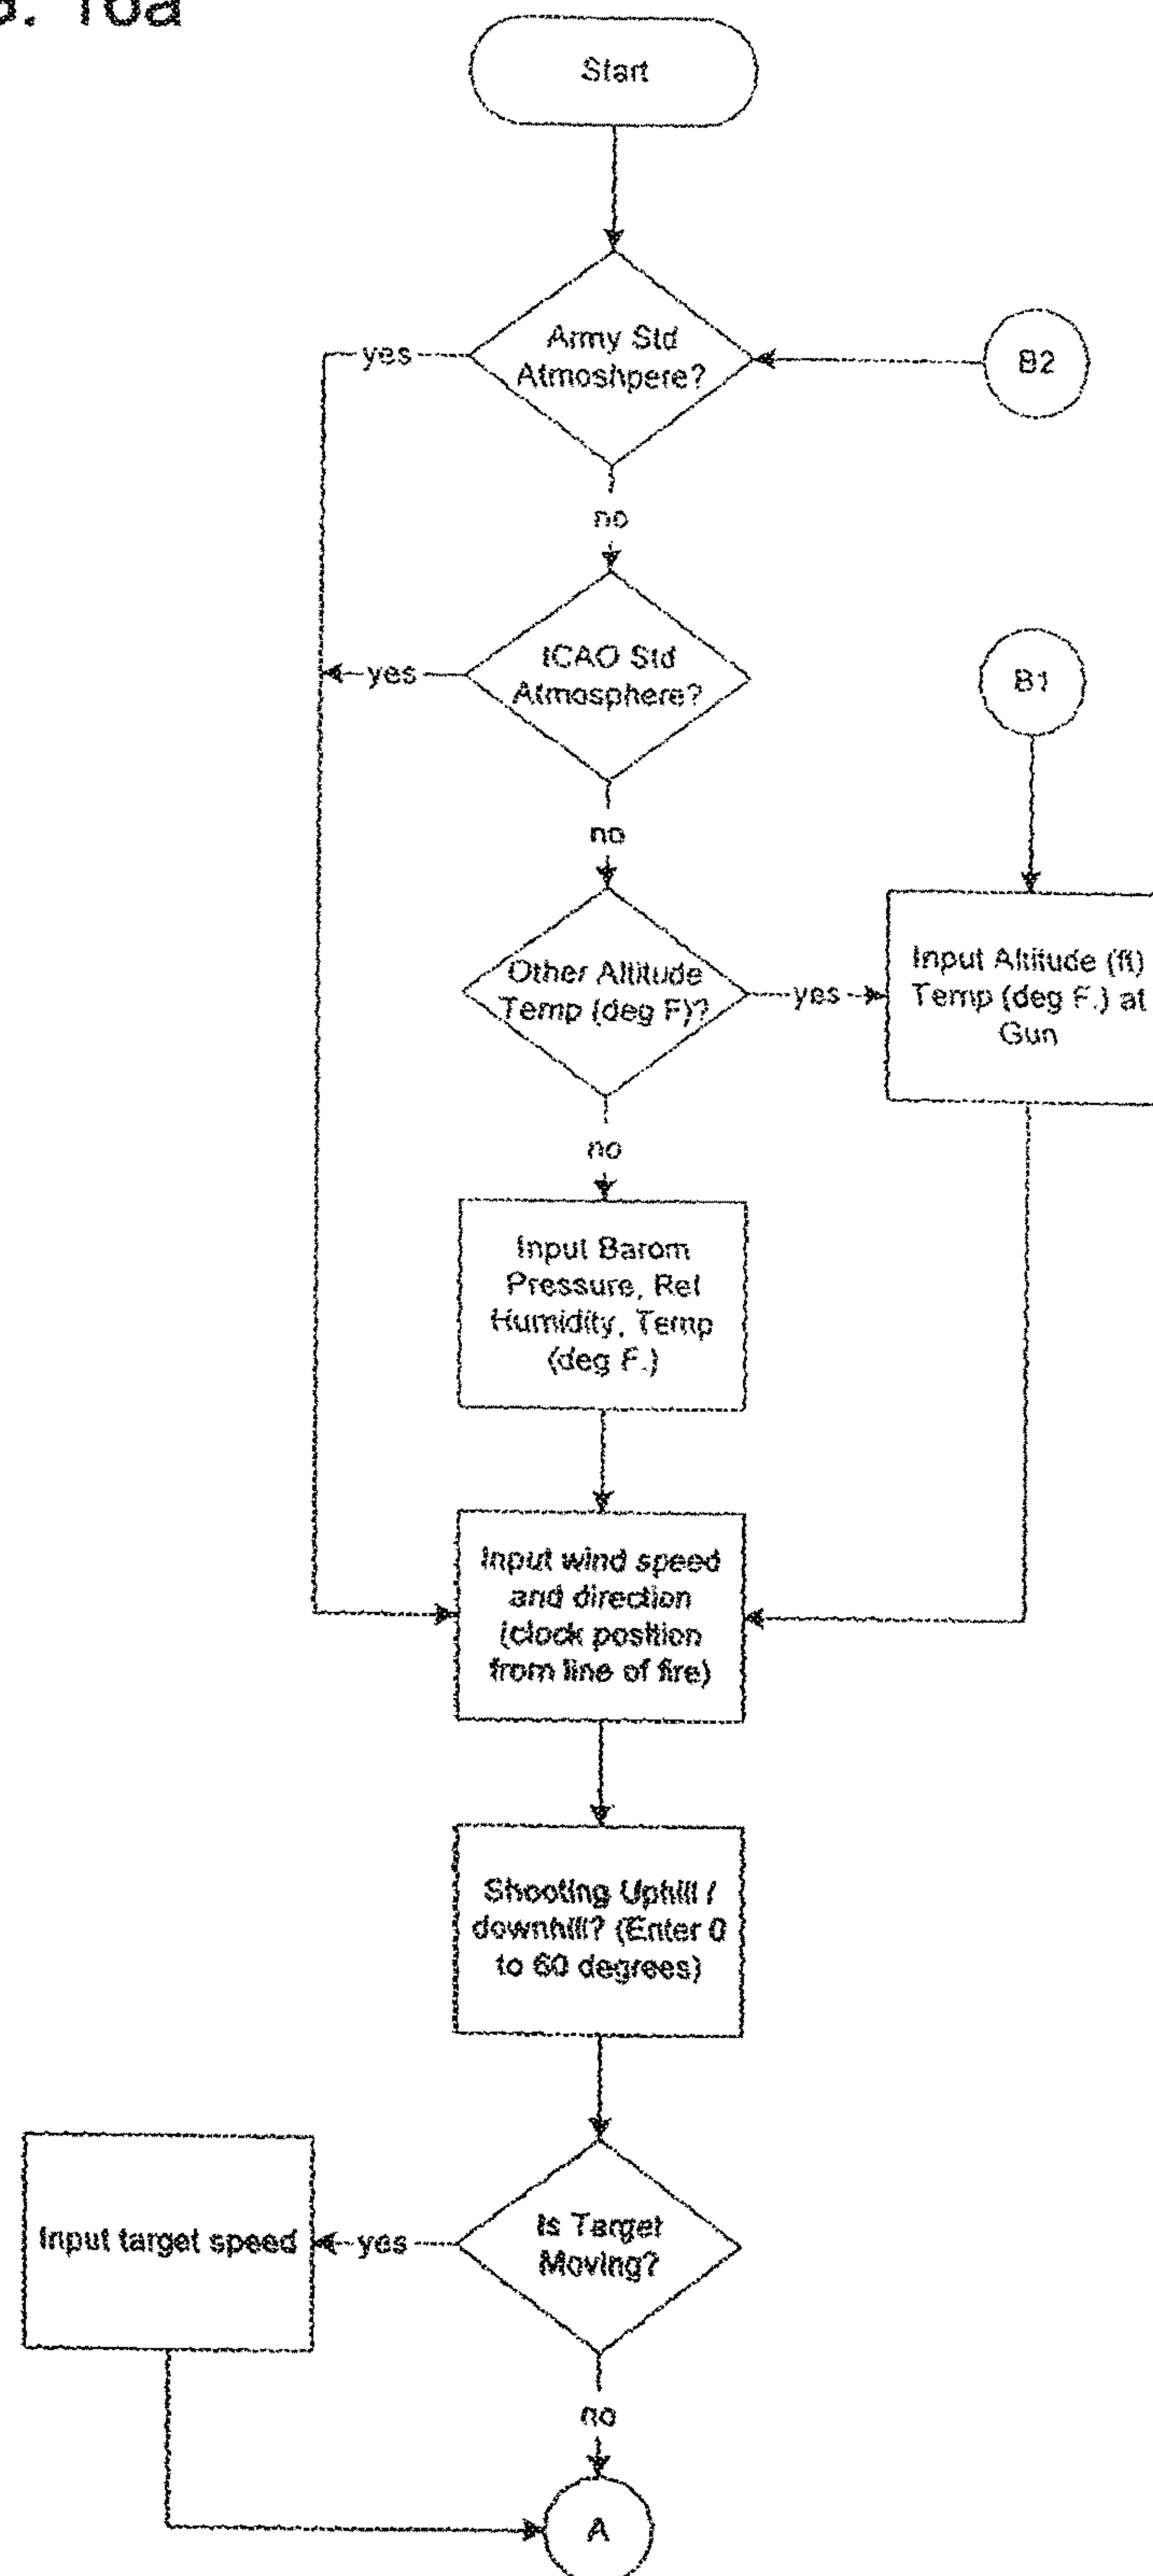 16a
Start
yes
Army Std
Atmoshpere?
B2
no
yes
ICAO Std
Atmosphere?
B1
no
Other Altitude
Temp (deg F)?
yes
Input Altitude (ft)
Temp (deg F.) at
Gun
no
Input Barom
Pressure, Rel
Humidity, Temp
(deg F.)
Input wind speed
and direction
(clock position
from line of fire)
Shooting Uphill /
downhill? (Enter 0
to 60 degrees)
Input target speed
yes
Is Target
Moving?
no
A